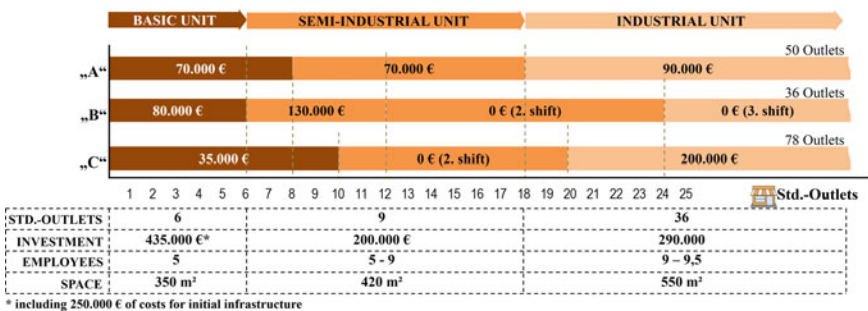 BASIC UNIT SEMI-INDUSTRIAL UNIT INDUSTRIAL UNIT
50 Outlets
„A“ 70.000 € 70.000 € 90.000 €
36 Outlets
„B“ 80.000 € 130.000 € 0 € (2. shift) 0 € (3. shift)
78 Outlets
„C“ 35.000 € 0 € (2. shift) 200.000 €
1 2 3 4 5 6 7 8 9 10 11 12 13 14 15 16 17 18 19 20 21 22 23 24 25 Std.-Outlets
STD.-OUTLETS 6 9 36
INVESTMENT 435.000 €* 200.000 € 290.000
EMPLOYEES 5 5 - 9 9 – 9,5
SPACE 350 m² 420 m² 550 m²
* including 250.000 € of costs for initial infrastructure